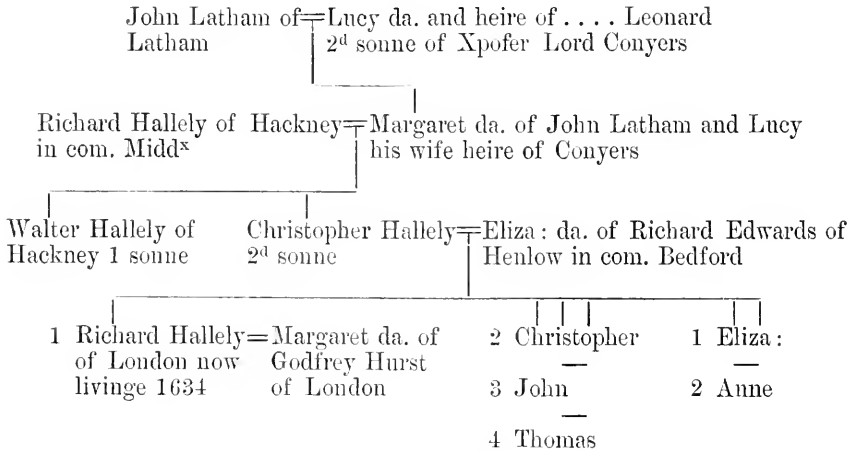 John Latham of=Lucy da. and heire of . . . . Leonard
Latham 2ᵈ sonne of Xpofer Lord Conyers
Richard Hallely of Hackney=Margaret da. of John Latham and Lucy
in com. Middˣ his wife heire of Conyers
Walter Hallely of Christopher Hallely=Eliza: da. of Richard Edwards of
Hackney 1 sonne 2ᵈ sonne Henlow in com. Bedford
1 Richard Hallely=Margaret da. of 2 Christopher 1 Eliza:
of London now Godfrey Hurst
livinge 1634 of London 3 John 2 Anne
4 Thomas